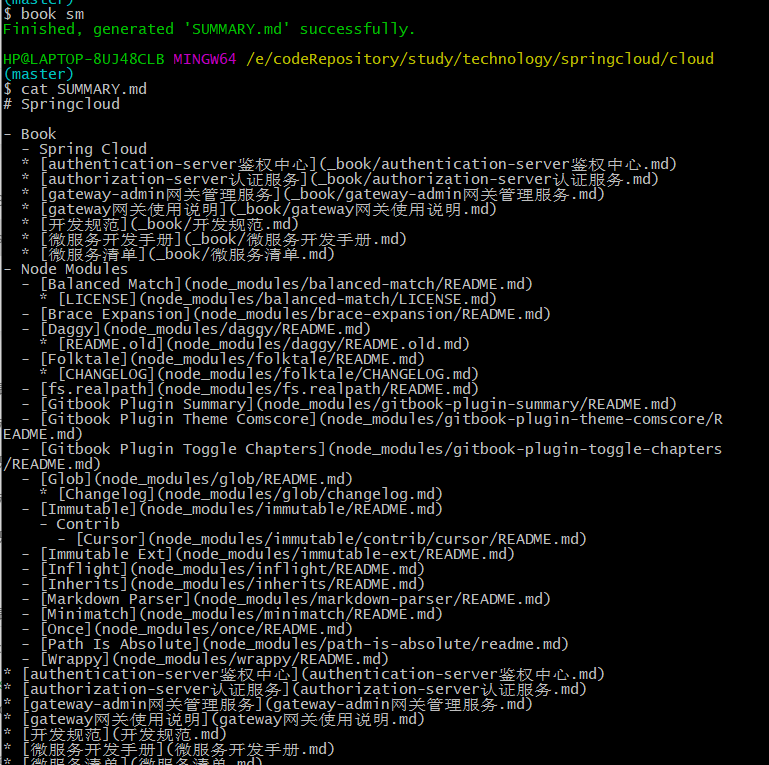 (master)
$ book sm
Finished, generated 'SUMMARY.md' successfully.
HP@LAPTOP-8UJ48CLB MINGW64 /e/codeRepository/study/technology/springcloud/cloud
(master)
$ cat SUMMARY.md
# Springcloud
- Book
  - Spring Cloud
  * [authentication-server鉴权中心](_book/authentication-server鉴权中心.md)
  * [authorization-server认证服务](_book/authorization-server认证服务.md)
  * [gateway-admin网关管理服务](_book/gateway-admin网关管理服务.md)
  * [gateway网关使用说明](_book/gateway网关使用说明.md)
  * [开发规范](_book/开发规范.md)
  * [微服务开发手册](_book/微服务开发手册.md)
  * [微服务清单](_book/微服务清单.md)
- Node Modules
  - [Balanced Match](node_modules/balanced-match/README.md)
    * [LICENSE](node_modules/balanced-match/LICENSE.md)
  - [Brace Expansion](node_modules/brace-expansion/README.md)
  - [Daggy](node_modules/daggy/README.md)
    * [README.old](node_modules/daggy/README.old.md)
  - [Folktale](node_modules/folktale/README.md)
    * [CHANGELOG](node_modules/folktale/CHANGELOG.md)
  - [fs.realpath](node_modules/fs.realpath/README.md)
  - [Gitbook Plugin Summary](node_modules/gitbook-plugin-summary/README.md)
  - [Gitbook Plugin Theme Comscore](node_modules/gitbook-plugin-theme-comscore/R
EADME.md)
  - [Gitbook Plugin Toggle Chapters](node_modules/gitbook-plugin-toggle-chapters
/README.md)
  - [Glob](node_modules/glob/README.md)
    * [Changelog](node_modules/glob/changelog.md)
  - [Immutable](node_modules/immutable/README.md)
    - Contrib
      - [Cursor](node_modules/immutable/contrib/cursor/README.md)
  - [Immutable Ext](node_modules/immutable-ext/README.md)
  - [Inflight](node_modules/inflight/README.md)
  - [Inherits](node_modules/inherits/README.md)
  - [Markdown Parser](node_modules/markdown-parser/README.md)
  - [Minimatch](node_modules/minimatch/README.md)
  - [Once](node_modules/once/README.md)
  - [Path Is Absolute](node_modules/path-is-absolute/readme.md)
  - [Wrappy](node_modules/wrappy/README.md)
* [authentication-server鉴权中心](authentication-server鉴权中心.md)
* [authorization-server认证服务](authorization-server认证服务.md)
* [gateway-admin网关管理服务](gateway-admin网关管理服务.md)
* [gateway网关使用说明](gateway网关使用说明.md)
* [开发规范](开发规范.md)
* [微服务开发手册](微服务开发手册.md)
* [微服务清单](微服务清单.md)